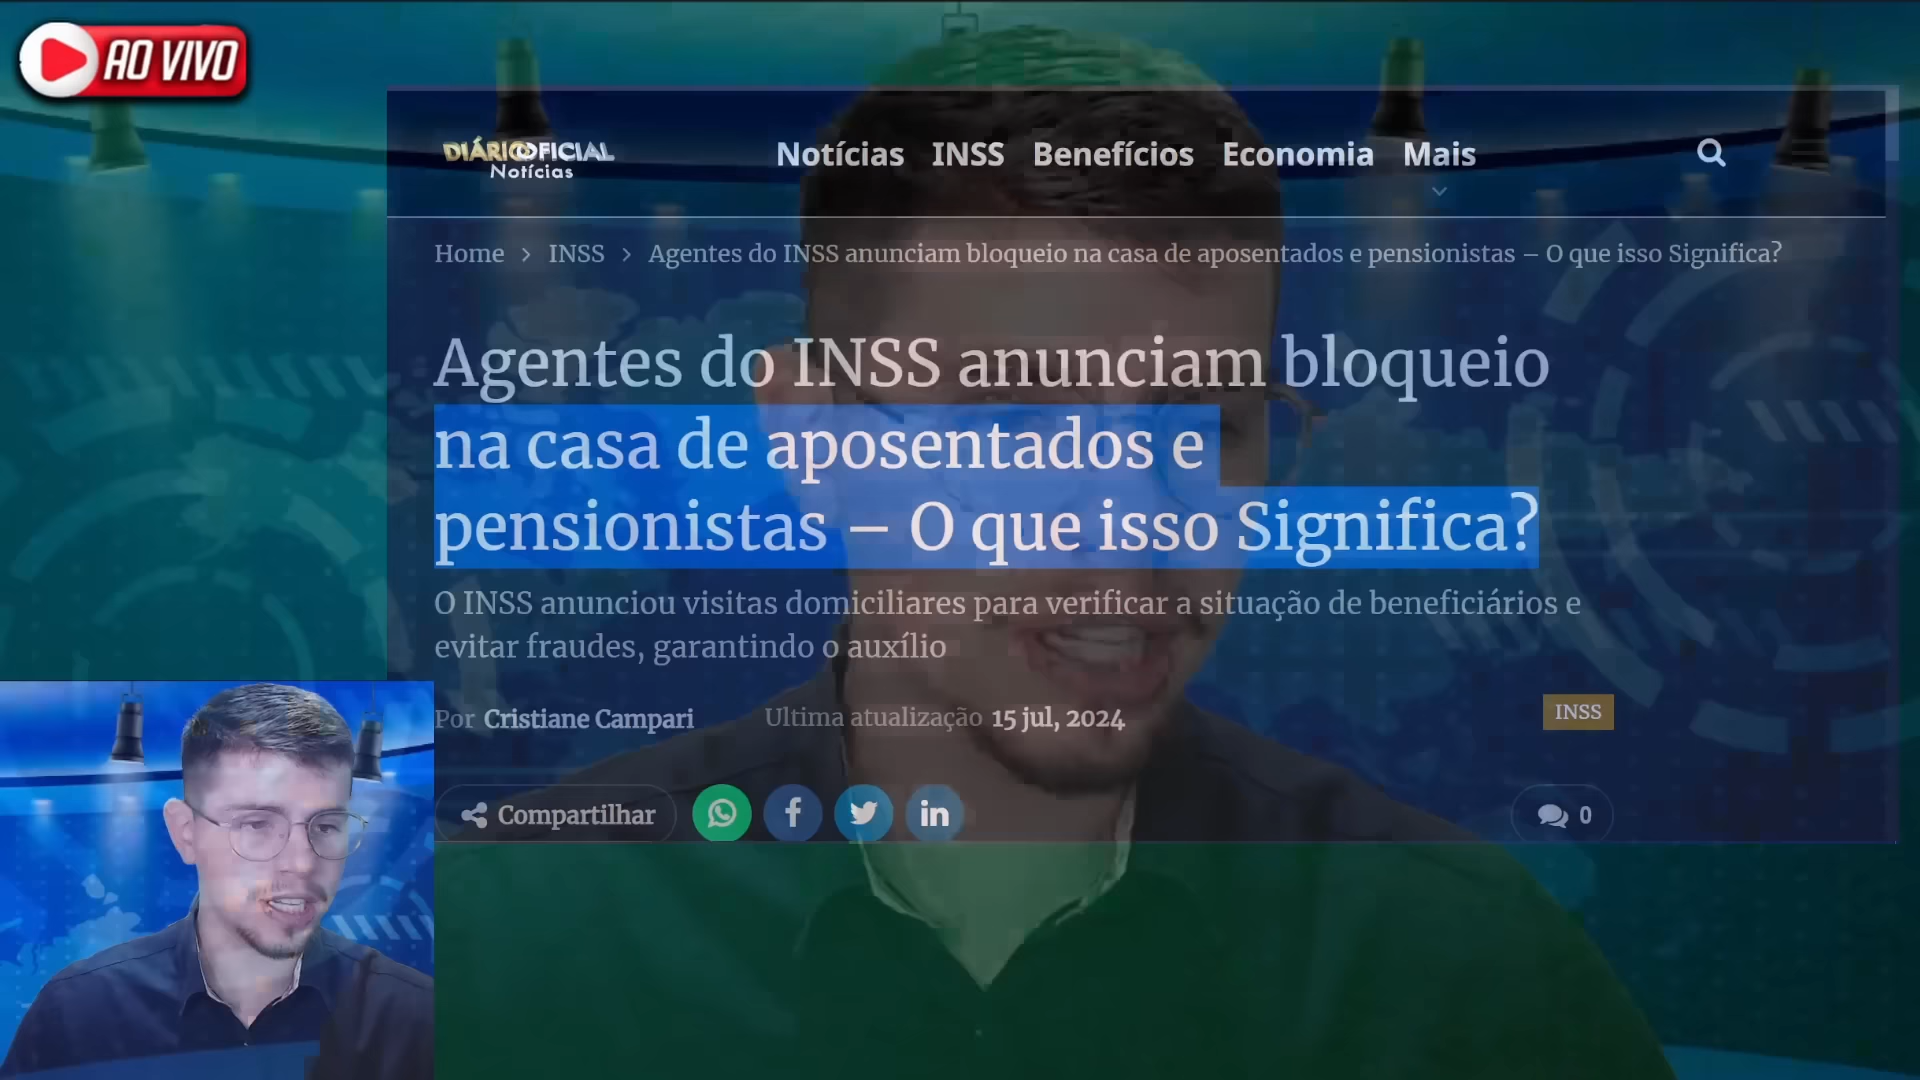 AO VIVO
DIÁRIO OFICIAL
Notícias
Notícias INSS Benefícios Economia Mais
Home > INSS > Agentes do INSS anunciam bloqueio na casa de aposentados e pensionistas – O que isso Significa?
Agentes do INSS anunciam bloqueio
na casa de aposentados e
pensionistas – O que isso Significa?
O INSS anunciou visitas domiciliares para verificar a situação de beneficiários e
evitar fraudes, garantindo o auxílio
Por Cristiane Campari Ultima atualização 15 jul, 2024
INSS
Compartilhar
0